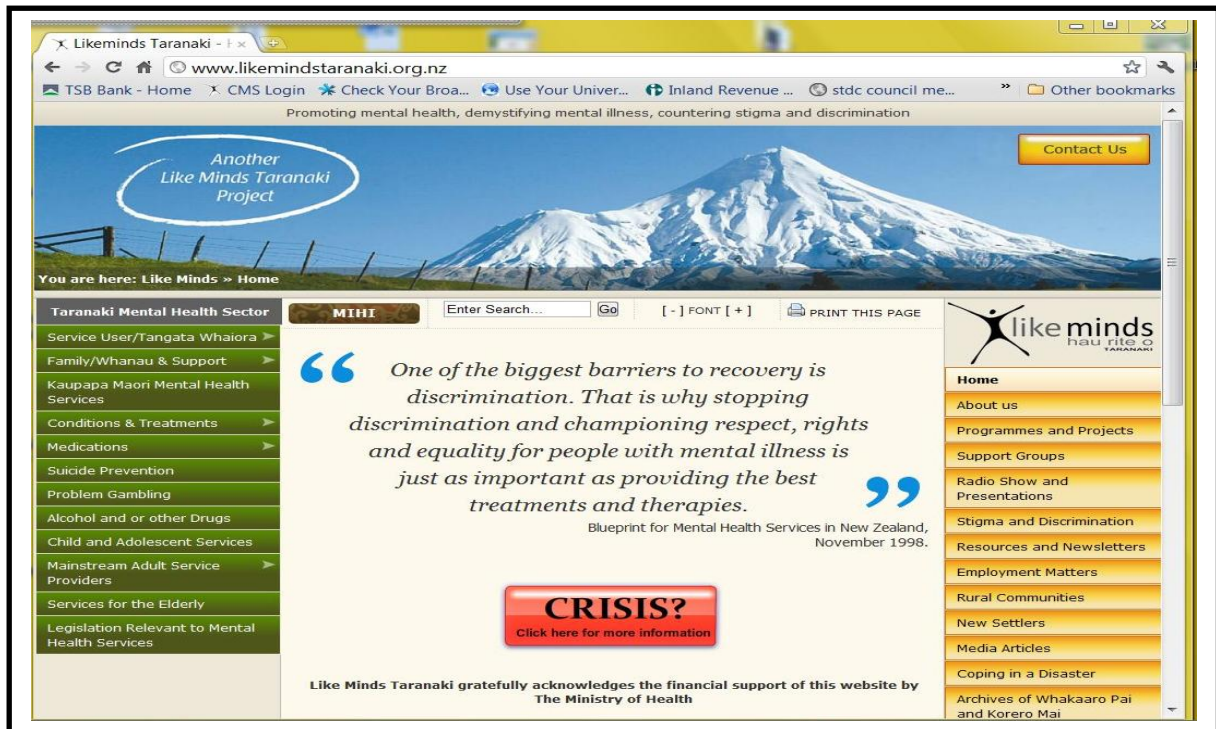 Likeminds Taranaki - H
www.likemindstaranaki.org.nz
TSB Bank - Home CMS Login Check Your Broa... Use Your Univer... Inland Revenue ... stdc council me... » Other bookmarks
Promoting mental health, demystifying mental illness, countering stigma and discrimination
Another
Like Minds Taranaki
Project
Contact Us
You are here: Like Minds » Home
Taranaki Mental Health Sector
Service User/Tangata Whaiora
Family/Whanau & Support
Kaupapa Maori Mental Health
Services
Conditions & Treatments
Medications
Suicide Prevention
Problem Gambling
Alcohol and or other Drugs
Child and Adolescent Services
Mainstream Adult Service
Providers
Services for the Elderly
Legislation Relevant to Mental
Health Services
MIHI
Enter Search... Go
[ - ] FONT [ + ]
PRINT THIS PAGE
“ One of the biggest barriers to recovery is
discrimination. That is why stopping
discrimination and championing respect, rights
and equality for people with mental illness is
just as important as providing the best
treatments and therapies. ”
Blueprint for Mental Health Services in New Zealand,
November 1998.
CRISIS?
Click here for more information
Like Minds Taranaki gratefully acknowledges the financial support of this website by
The Ministry of Health
like minds
hau rite o
TARANAKI
Home
About us
Programmes and Projects
Support Groups
Radio Show and
Presentations
Stigma and Discrimination
Resources and Newsletters
Employment Matters
Rural Communities
New Settlers
Media Articles
Coping in a Disaster
Archives of Whakaaro Pai
and Korero Mai